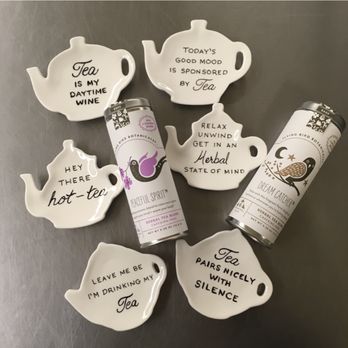 Tea
IS MY
DAYTIME
WINE
TODAY'S
GOOD MOOD
IS SPONSORED
BY Tea
HEY
THERE
hot-tea
RELAX
UNWIND
GET IN AN
Herbal
STATE OF MIND
DREAM CATCHER
LEAVE ME BE
I'M DRINKING MY
Tea
Tea
PAIRS NICELY
WITH
SILENCE